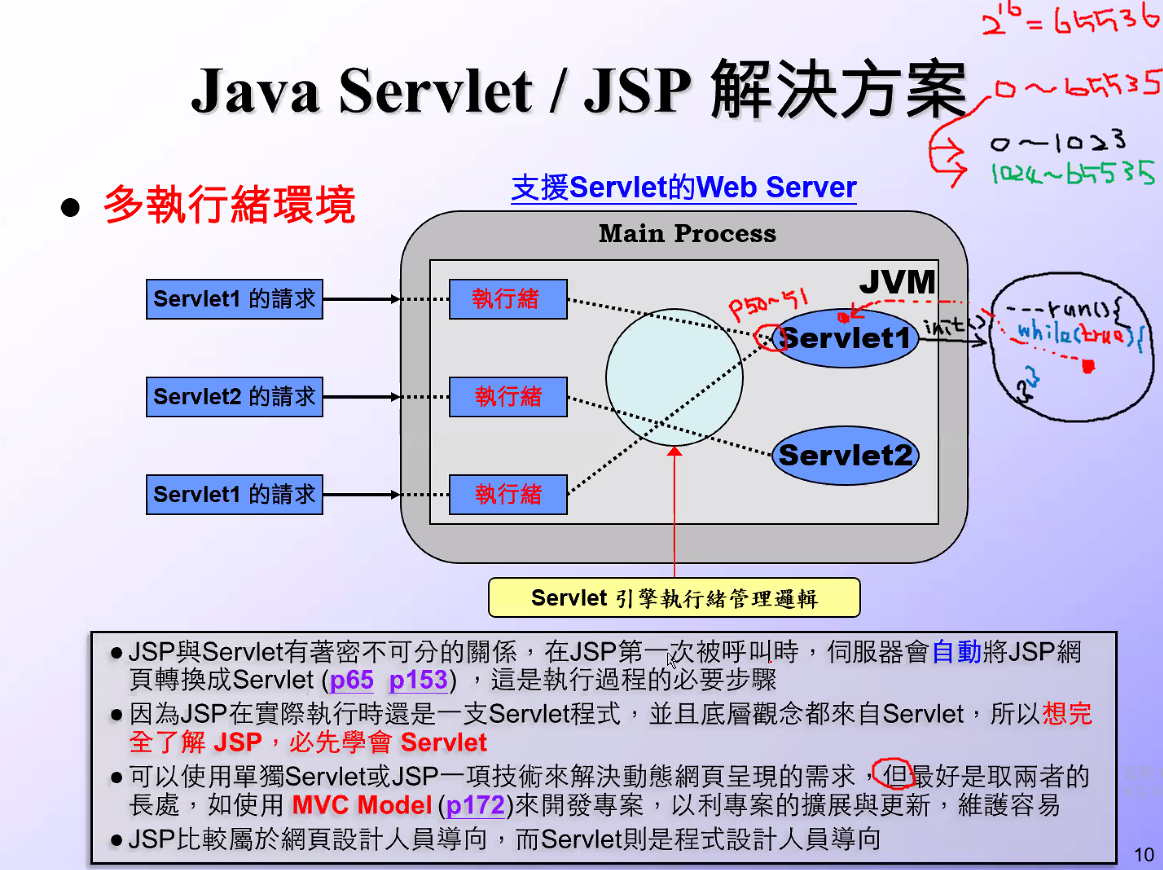 2^16 = 65536
Java Servlet / JSP 解決方案
0～65535
0～1023
1024～65535
● 多執行緒環境
支援Servlet的Web Server
Main Process
JVM
Servlet1 的請求
執行緒
P50～51
Servlet1
init()
---run(){
while(true){
}
}
Servlet2 的請求
執行緒
Servlet2
Servlet1 的請求
執行緒
Servlet 引擎執行緒管理邏輯
●JSP與Servlet有著密不可分的關係，在JSP第一次被呼叫時，伺服器會自動將JSP網
頁轉換成Servlet (p65 p153) ，這是執行過程的必要步驟
●因為JSP在實際執行時還是一支Servlet程式，並且底層觀念都來自Servlet，所以想完
全了解 JSP，必先學會 Servlet
●可以使用單獨Servlet或JSP一項技術來解決動態網頁呈現的需求，但最好是取兩者的
長處，如使用 MVC Model (p172)來開發專案，以利專案的擴展與更新，維護容易
●JSP比較屬於網頁設計人員導向，而Servlet則是程式設計人員導向
10